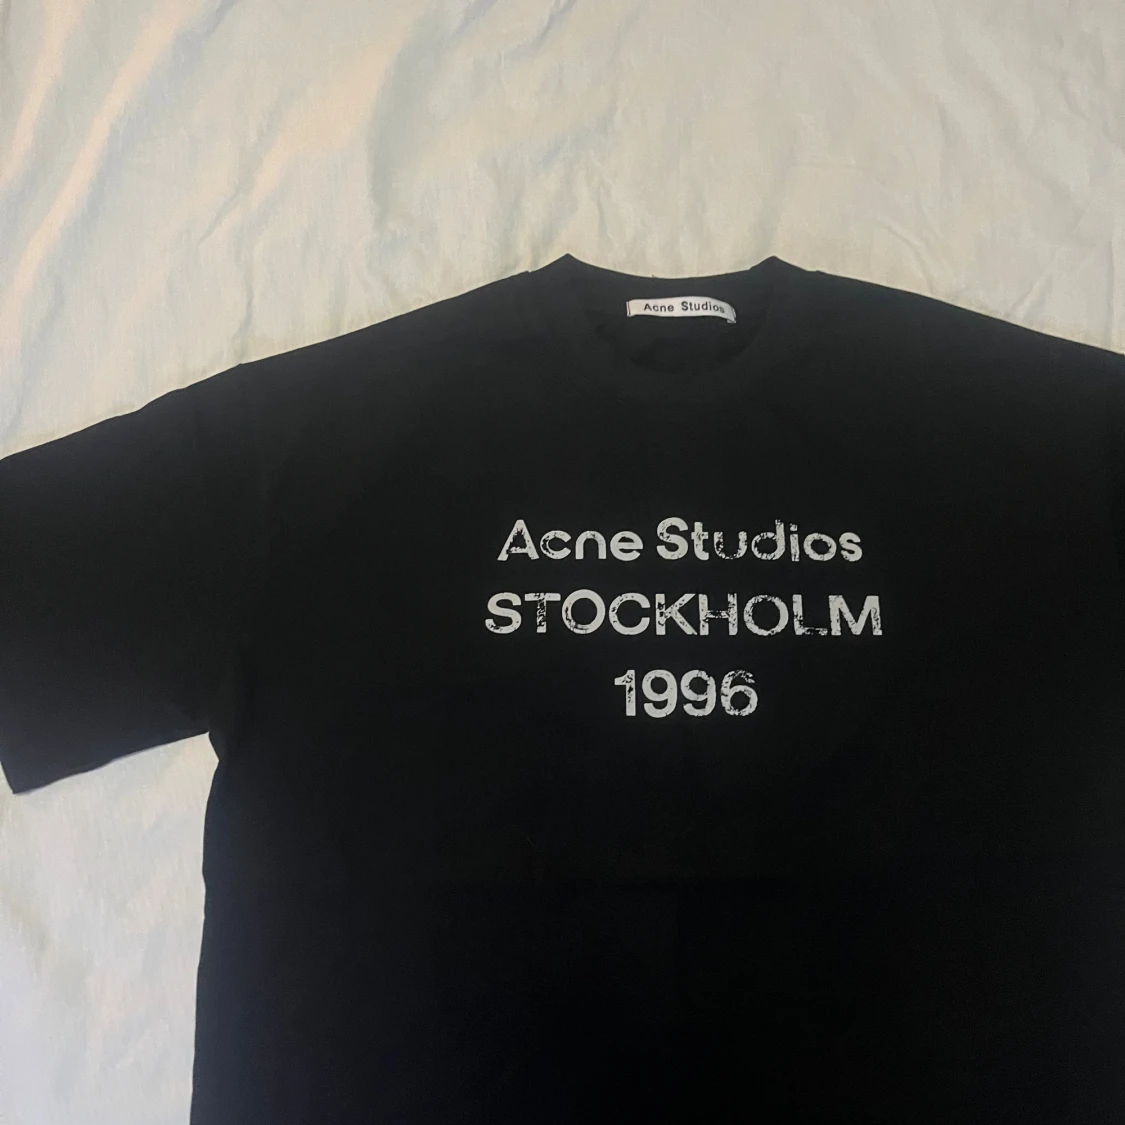 Acne Studios
Acne Studios
STOCKHOLM
1996